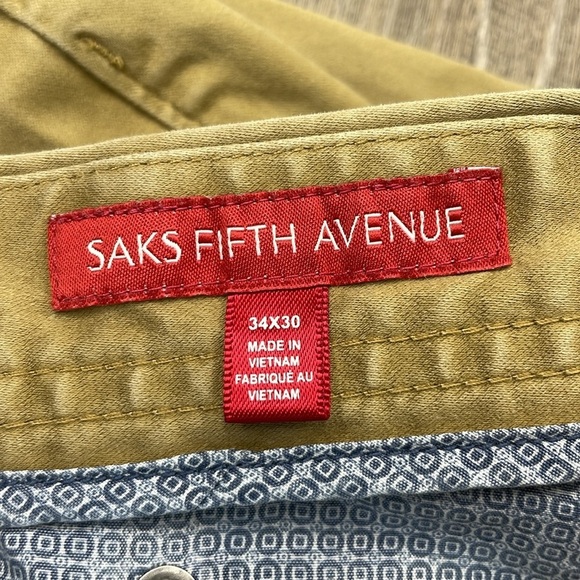 SAKS FIFTH AVENUE
34X30
MADE IN
VIETNAM
FABRIQUÉ AU
VIETNAM